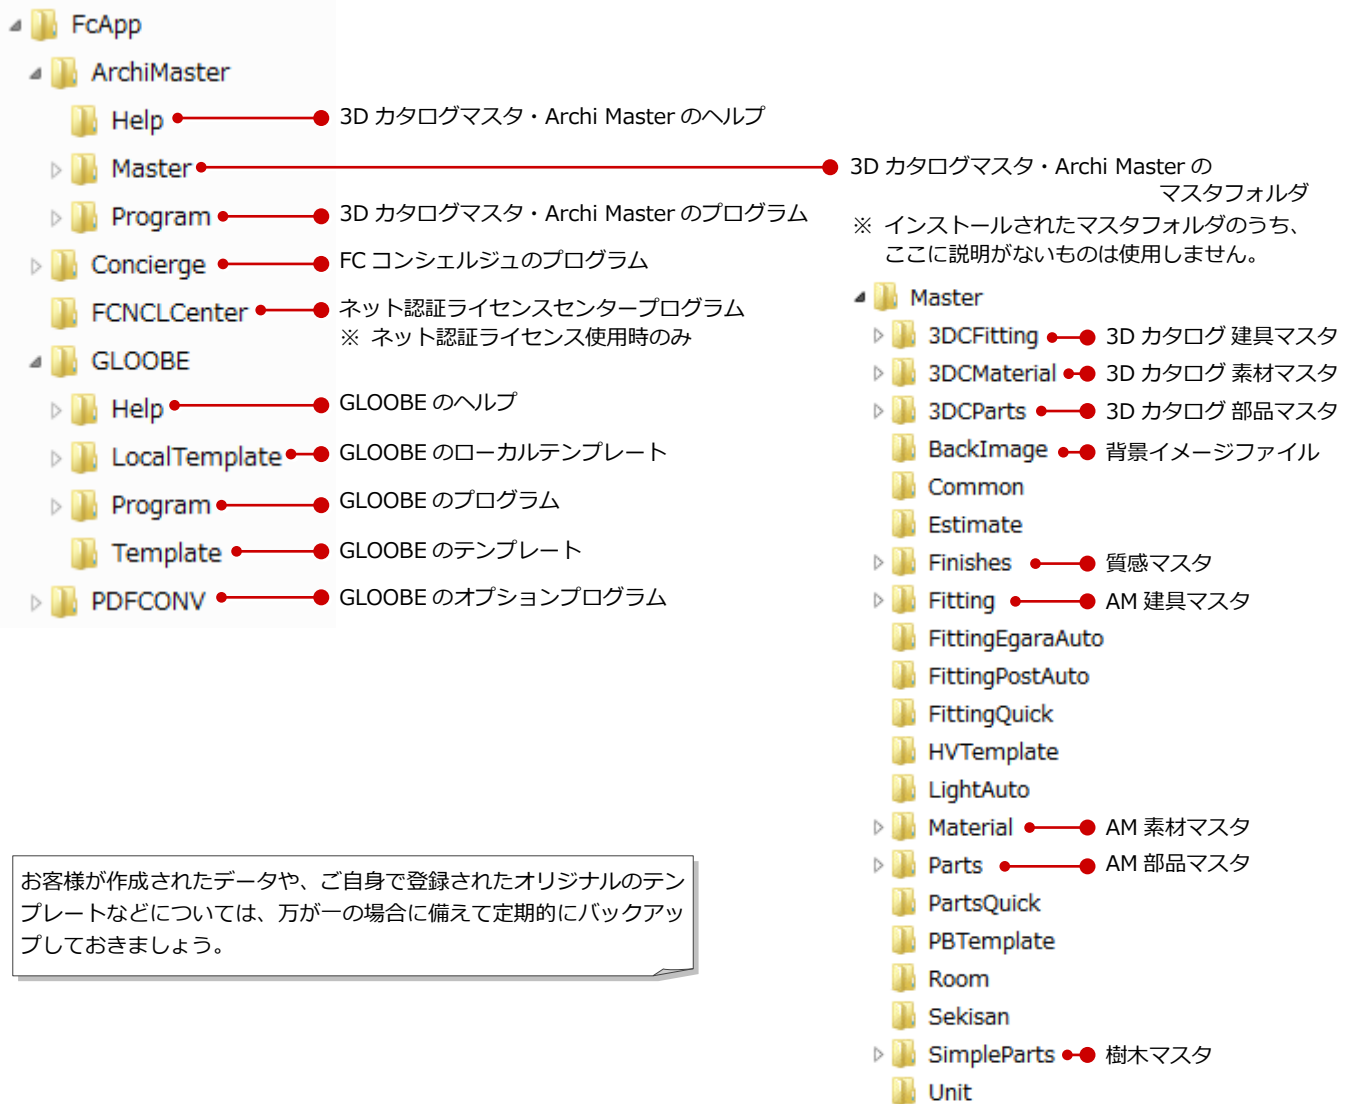 FcApp
ArchiMaster
Help 3D カタログマスタ・Archi Master のヘルプ
Master
Program 3D カタログマスタ・Archi Master のプログラム
Concierge FC コンシェルジュのプログラム
FCNCLCenter ネット認証ライセンスセンタープログラム
※ ネット認証ライセンス使用時のみ
GLOOBE
Help GLOOBE のヘルプ
LocalTemplate GLOOBE のローカルテンプレート
Program GLOOBE のプログラム
Template GLOOBE のテンプレート
PDFCONV GLOOBE のオプションプログラム
3D カタログマスタ・Archi Master の
マスタフォルダ
※ インストールされたマスタフォルダのうち、
ここに説明がないものは使用しません。
Master
3DCFitting 3D カタログ 建具マスタ
3DCMaterial 3D カタログ 素材マスタ
3DCParts 3D カタログ 部品マスタ
BackImage 背景イメージファイル
Common
Estimate
Finishes 質感マスタ
Fitting AM 建具マスタ
FittingEgaraAuto
FittingPostAuto
FittingQuick
HVTemplate
LightAuto
Material AM 素材マスタ
Parts AM 部品マスタ
PartsQuick
PBTemplate
Room
Sekisan
SimpleParts 樹木マスタ
Unit
お客様が作成されたデータや、ご自身で登録されたオリジナルのテン
プレートなどについては、万が一の場合に備えて定期的にバックアッ
プしておきましょう。